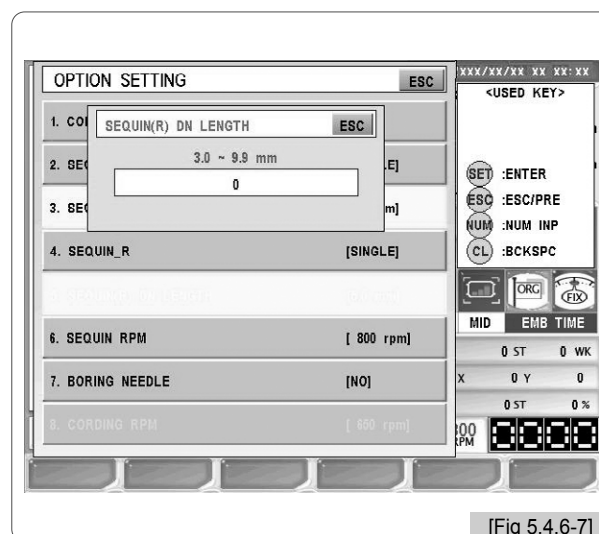 xxx/xx/xx xx xx:xx
OPTION SETTING ESC
<USED KEY>
1. CO
SEQUIN(R) DN LENGTH ESC
3.0 ~ 9.9 mm
0
2. SE .E]
3. SE m]
4. SEQUIN_R [SINGLE]
6. SEQUIN RPM [ 800 rpm]
7. BORING NEEDLE [NO]
8. CORDING RPM [ 650 rpm]
SET :ENTER
ESC :ESC/PRE
NUM :NUM INP
CL :BCKSPC
ORG FIX
MID EMB TIME
0 ST 0 WK
X 0 Y 0
0 ST 0 %
300 RPM 0000
[Fig 5.4.6-7]